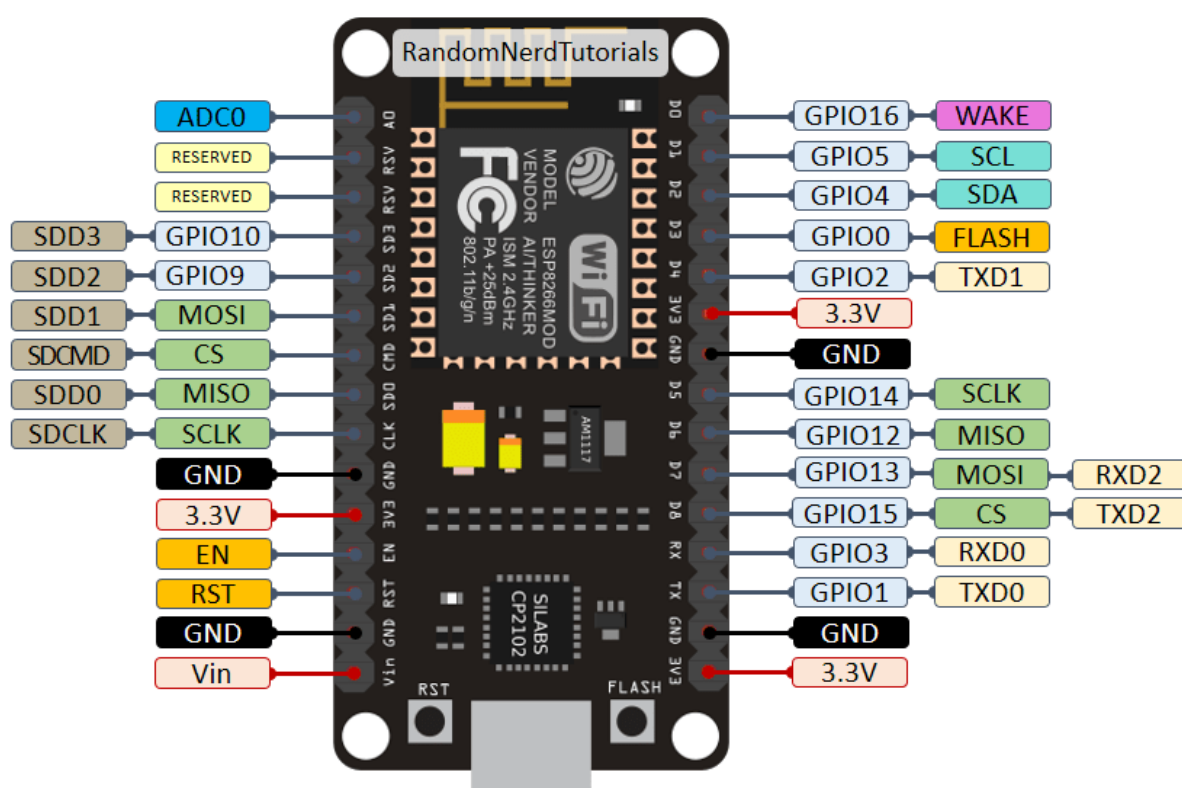 RandomNerdTutorials
ADC0 A0
RESERVED RSV
RESERVED RSV
SDD3 GPIO10 SD3
SDD2 GPIO9 SD2
SDD1 MOSI SD1
SDCMD CS CMD
SDD0 MISO SD0
SDCLK SCLK CLK
GND GND
3.3V 3V3
EN EN
RST RST
GND GND
Vin Vin
MODEL ESP8266MOD
VENDOR AI/THINKER
ISM 2.4GHz
PA +25dBm
802.11b/g/n
FC
Wi Fi
AM1117
SILABS
CP2102
RST
FLASH
D0 GPIO16 WAKE
D1 GPIO5 SCL
D2 GPIO4 SDA
D3 GPIO0 FLASH
D4 GPIO2 TXD1
3V3 3.3V
GND GND
D5 GPIO14 SCLK
D6 GPIO12 MISO
D7 GPIO13 MOSI RXD2
D8 GPIO15 CS TXD2
RX GPIO3 RXD0
TX GPIO1 TXD0
GND GND
3V3 3.3V